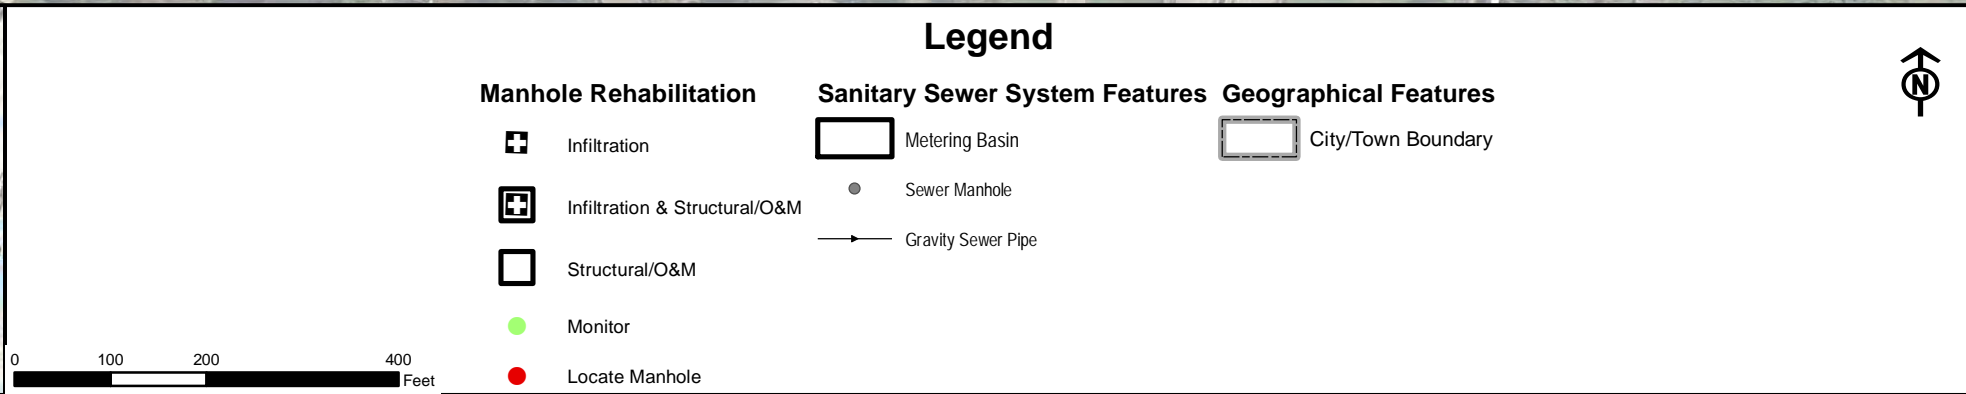 Legend
N
Manhole Rehabilitation
Infiltration
Infiltration & Structural/O&M
Structural/O&M
Monitor
Locate Manhole
Sanitary Sewer System Features
Metering Basin
Sewer Manhole
Gravity Sewer Pipe
Geographical Features
City/Town Boundary
0 100 200 400
Feet